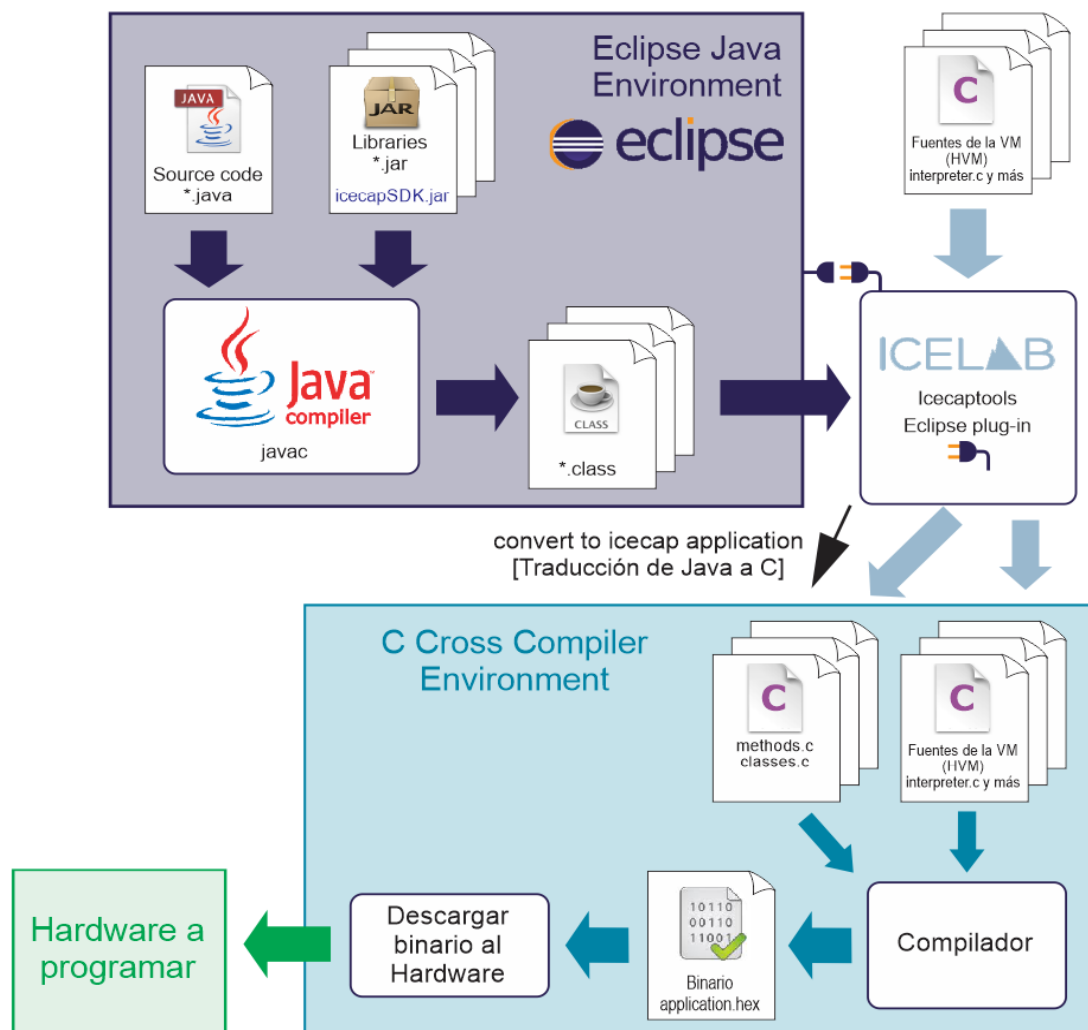 Eclipse Java
Environment
eclipse
JAVA
Source code
*.java
JAR
Libraries
*.jar
icecapSDK.jar
C
Fuentes de la VM
(HVM)
interpreter.c y más
Java™
compiler
javac
CLASS
*.class
ICELAB
Icecaptools
Eclipse plug-in
convert to icecap application
[Traducción de Java a C]
C Cross Compiler
Environment
C
methods.c
classes.c
C
Fuentes de la VM
(HVM)
interpreter.c y más
Hardware a
programar
Descargar
binario al
Hardware
10110
00110
11001
Binario
application.hex
Compilador